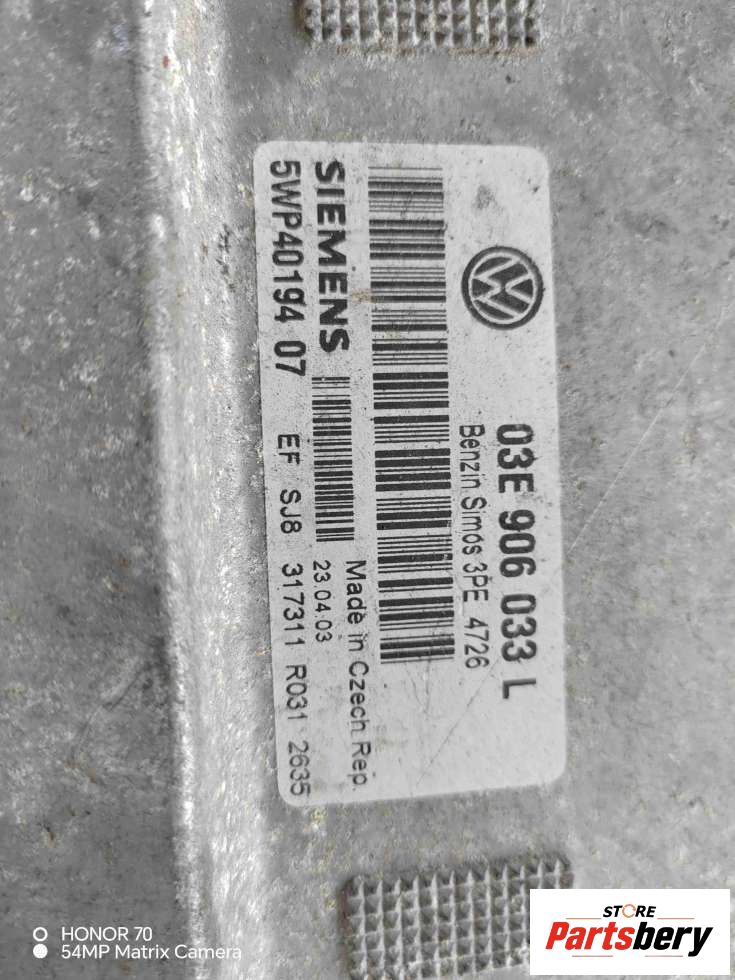 03E 906 033 L
Benzin Simos 3PE 4726
SIEMENS
5WP40194 07
Made in Czech Rep.
23.04.03
EF SJ8 317311 R031 2635
HONOR 70
54MP Matrix Camera
STORE
Partsbery